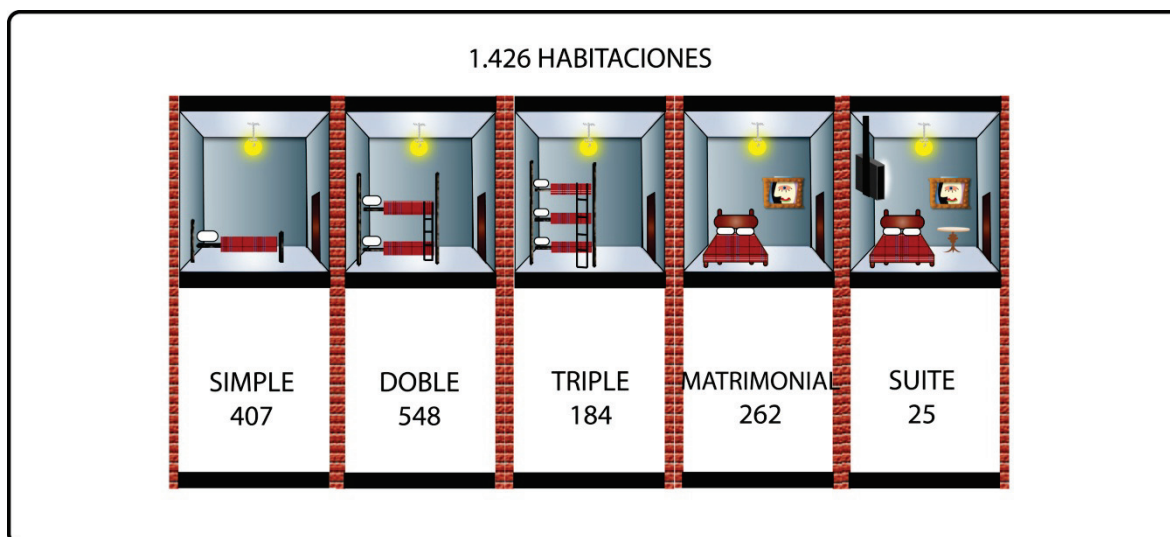 1.426 HABITACIONES
SIMPLE
407
DOBLE
548
TRIPLE
184
MATRIMONIAL
262
SUITE
25